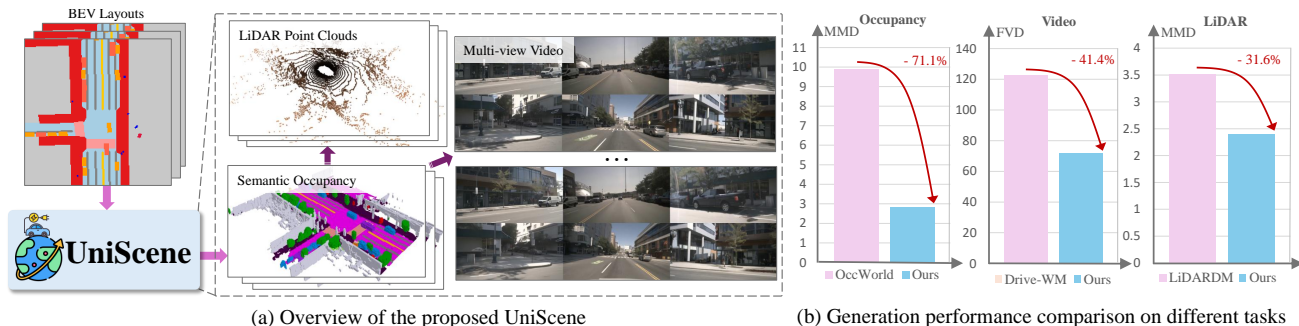 BEV Layouts
UniScene
LiDAR Point Clouds
Semantic Occupancy
Multi-view Video
...
(a) Overview of the proposed UniScene
Occupancy
MMD
11
10
9
8
7
6
5
4
3
2
1
0
- 71.1%
OccWorld
Ours
Video
FVD
140
120
100
80
60
40
20
0
- 41.4%
Drive-WM
Ours
LiDAR
MMD
4
3.5
3
2.5
2
1.5
1
0.5
0
- 31.6%
LiDARDM
Ours
(b) Generation performance comparison on different tasks